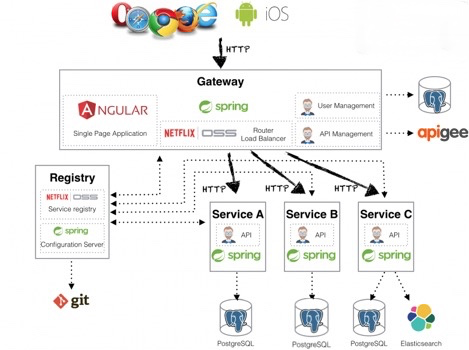 iOS
HTTP
Gateway
ANGULAR
Single Page Application
spring
User Management
NETFLIX OSS
Router
Load Balancer
API Management
apigee
HTTP
HTTP
HTTP
Registry
NETFLIX OSS
Service registry
spring
Configuration Server
git
Service A
API
spring
Service B
API
spring
Service C
API
spring
PostgreSQL
PostgreSQL
PostgreSQL
Elasticsearch